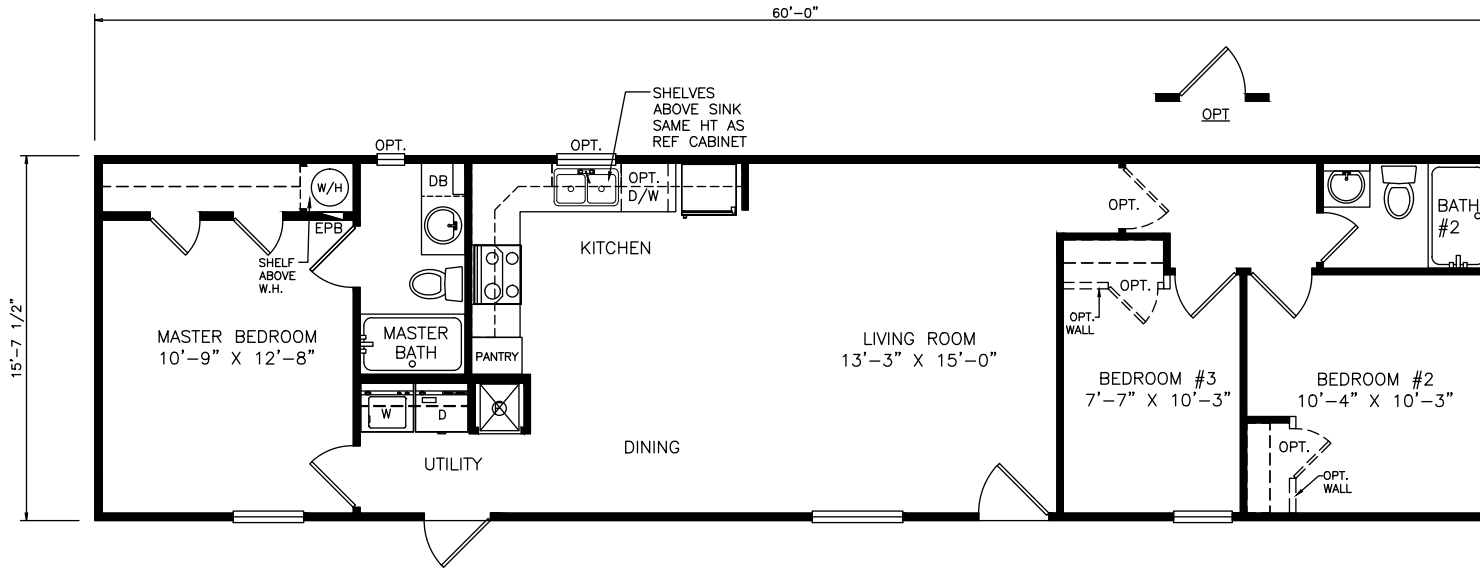 60'-0"
OPT
SHELVES
ABOVE SINK
SAME HT AS
REF CABINET
OPT.
OPT.
W/H
DB
OPT.
D/W
OPT.
BATH
#2
EPB
KITCHEN
SHELF
ABOVE
W.H.
OPT.
OPT.
WALL
15'-7 1/2"
MASTER BEDROOM
10'-9" X 12'-8"
MASTER
BATH
PANTRY
LIVING ROOM
13'-3" X 15'-0"
BEDROOM #3
7'-7" X 10'-3"
BEDROOM #2
10'-4" X 10'-3"
W
D
UTILITY
DINING
OPT.
OPT.
WALL